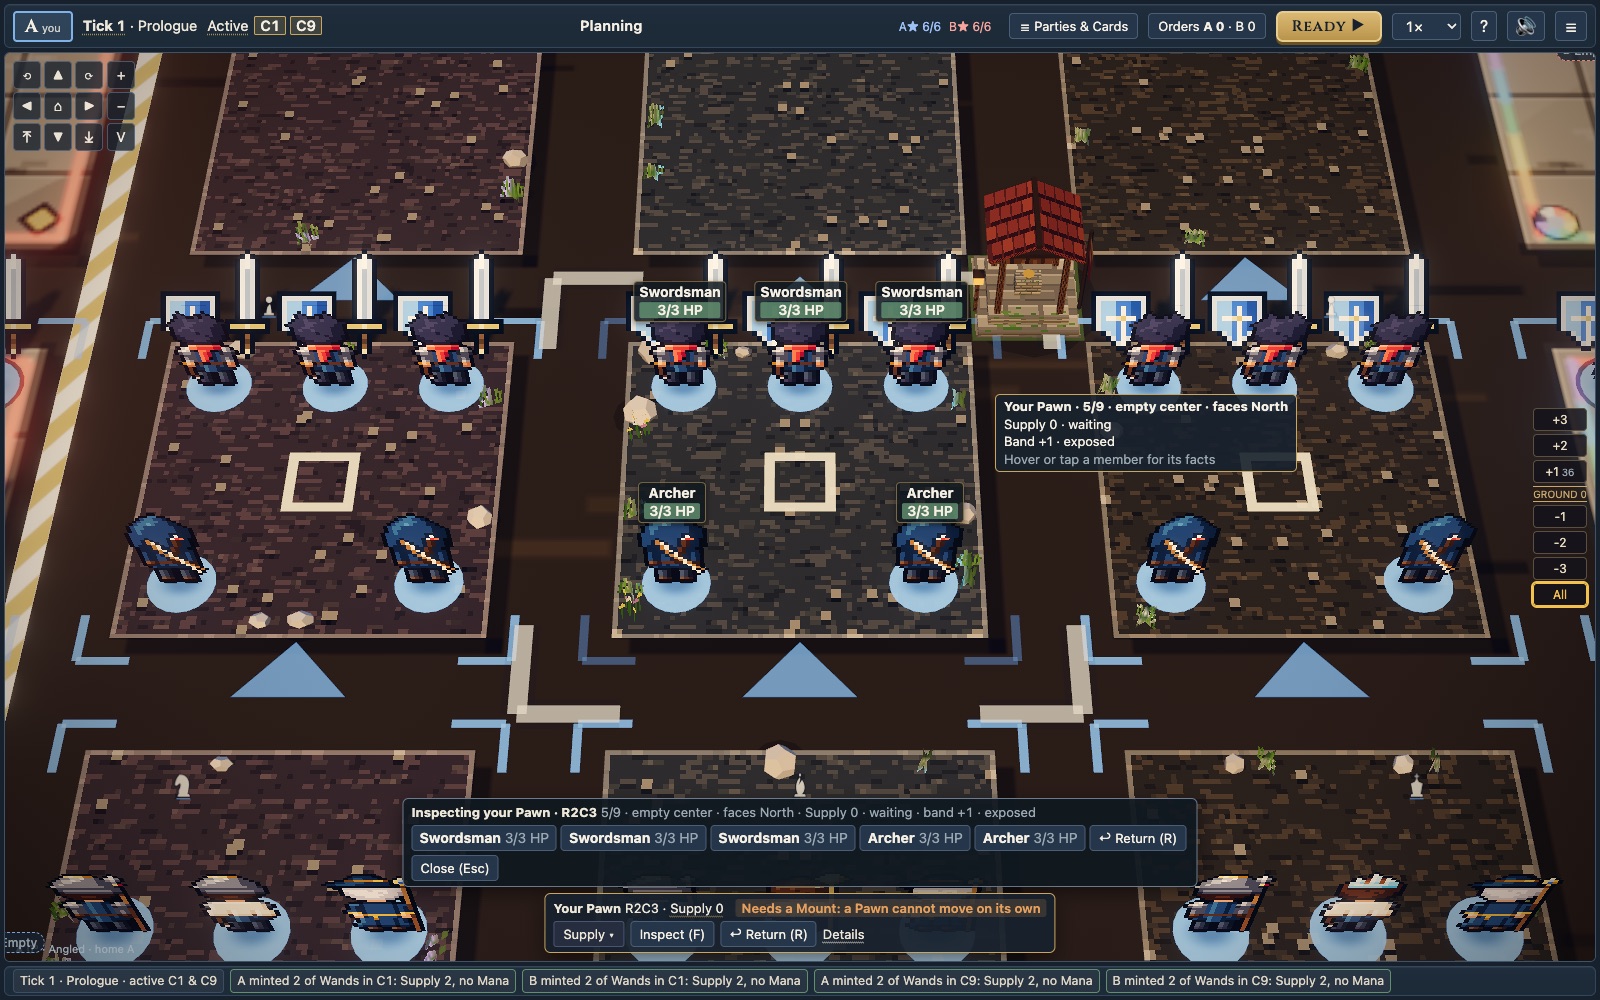 A you
Tick 1 · Prologue Active C1 C9
Planning
A★ 6/6 B★ 6/6
≡ Parties & Cards
Orders A 0 · B 0
READY ▶
1×
?
V
Swordsman
3/3 HP
Swordsman
3/3 HP
Swordsman
3/3 HP
Your Pawn · 5/9 · empty center · faces North
Supply 0 · waiting
Band +1 · exposed
Hover or tap a member for its facts
Archer
3/3 HP
Archer
3/3 HP
+3
+2
+1 36
GROUND 0
-1
-2
-3
All
Inspecting your Pawn · R2C3 5/9 · empty center · faces North · Supply 0 · waiting · band +1 · exposed
Swordsman 3/3 HP Swordsman 3/3 HP Swordsman 3/3 HP Archer 3/3 HP Archer 3/3 HP ↩ Return (R)
Close (Esc)
Your Pawn R2C3 · Supply 0 Needs a Mount: a Pawn cannot move on its own
Supply ▾ Inspect (F) ↩ Return (R) Details
Empty
Angled · home A
Tick 1 · Prologue · active C1 & C9
A minted 2 of Wands in C1: Supply 2, no Mana
B minted 2 of Wands in C1: Supply 2, no Mana
A minted 2 of Wands in C9: Supply 2, no Mana
B minted 2 of Wands in C9: Supply 2, no Mana